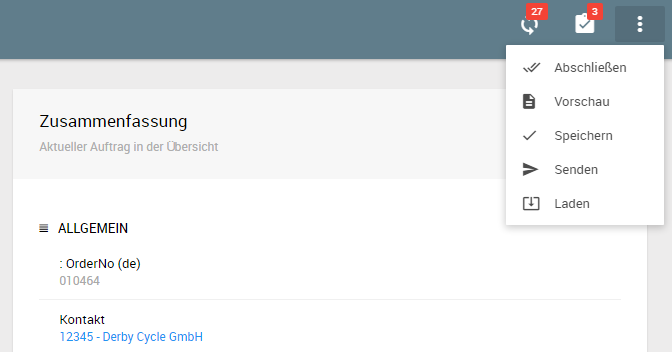 27
3
Abschließen
Vorschau
Speichern
Senden
Laden
Zusammenfassung
Aktueller Auftrag in der Übersicht
ALLGEMEIN
: OrderNo (de)
010464
Kontakt
12345 - Derby Cycle GmbH